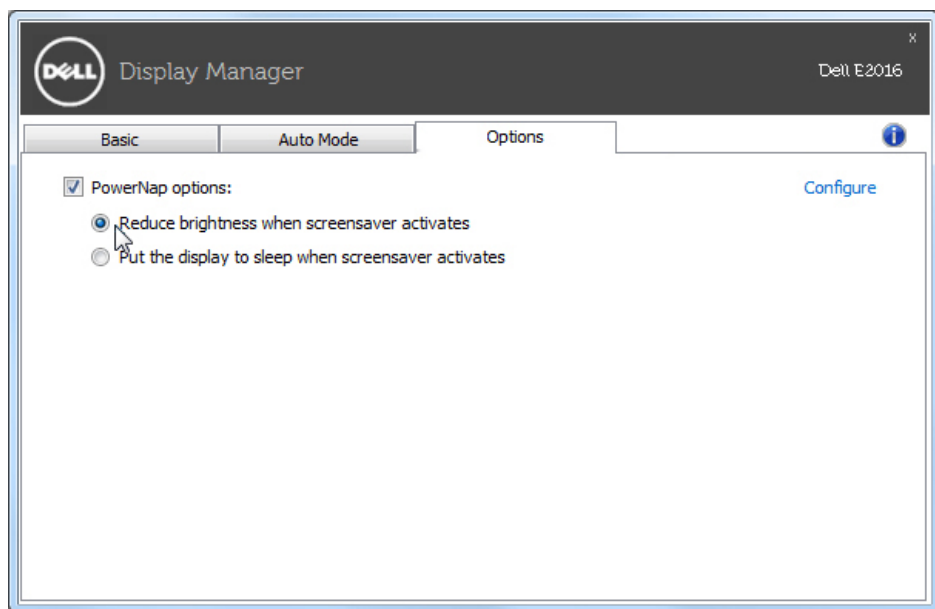 x
DELL Display Manager Dell E2016
Basic Auto Mode Options
PowerNap options: Configure
Reduce brightness when screensaver activates
Put the display to sleep when screensaver activates